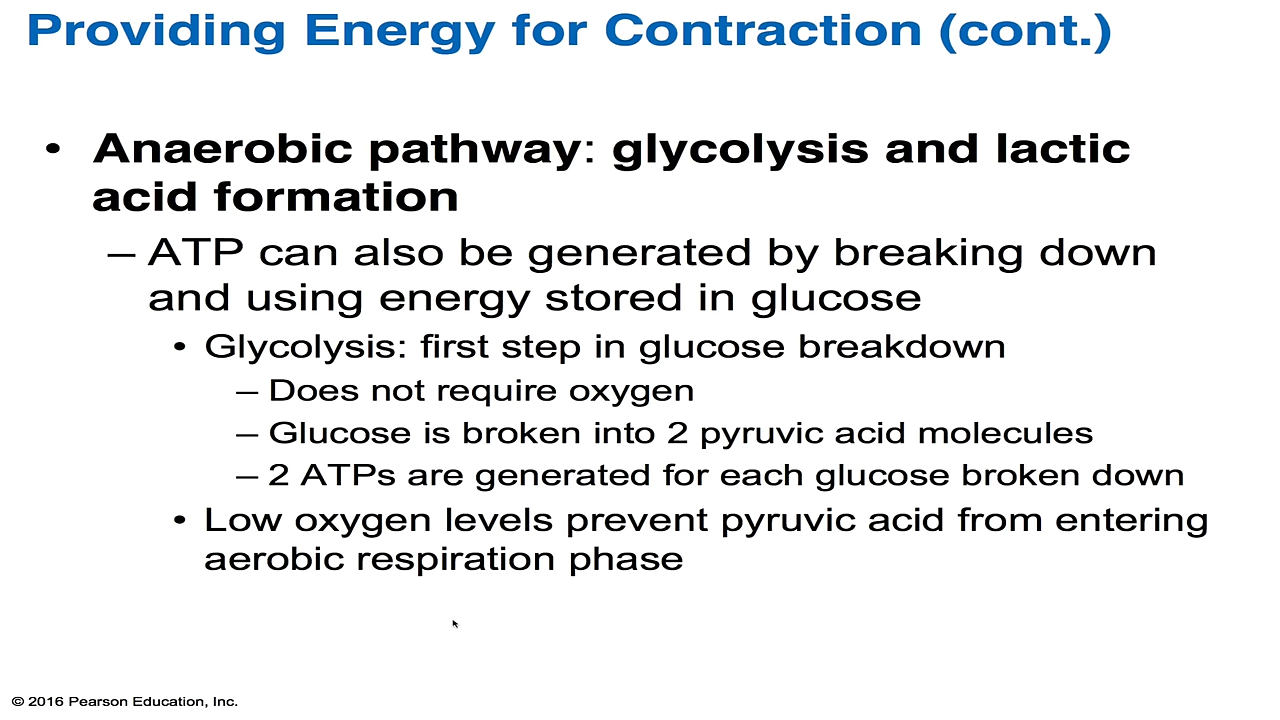 Providing Energy for Contraction (cont.)
• Anaerobic pathway: glycolysis and lactic
acid formation
– ATP can also be generated by breaking down
and using energy stored in glucose
• Glycolysis: first step in glucose breakdown
– Does not require oxygen
– Glucose is broken into 2 pyruvic acid molecules
– 2 ATPs are generated for each glucose broken down
• Low oxygen levels prevent pyruvic acid from entering
aerobic respiration phase
© 2016 Pearson Education, Inc.